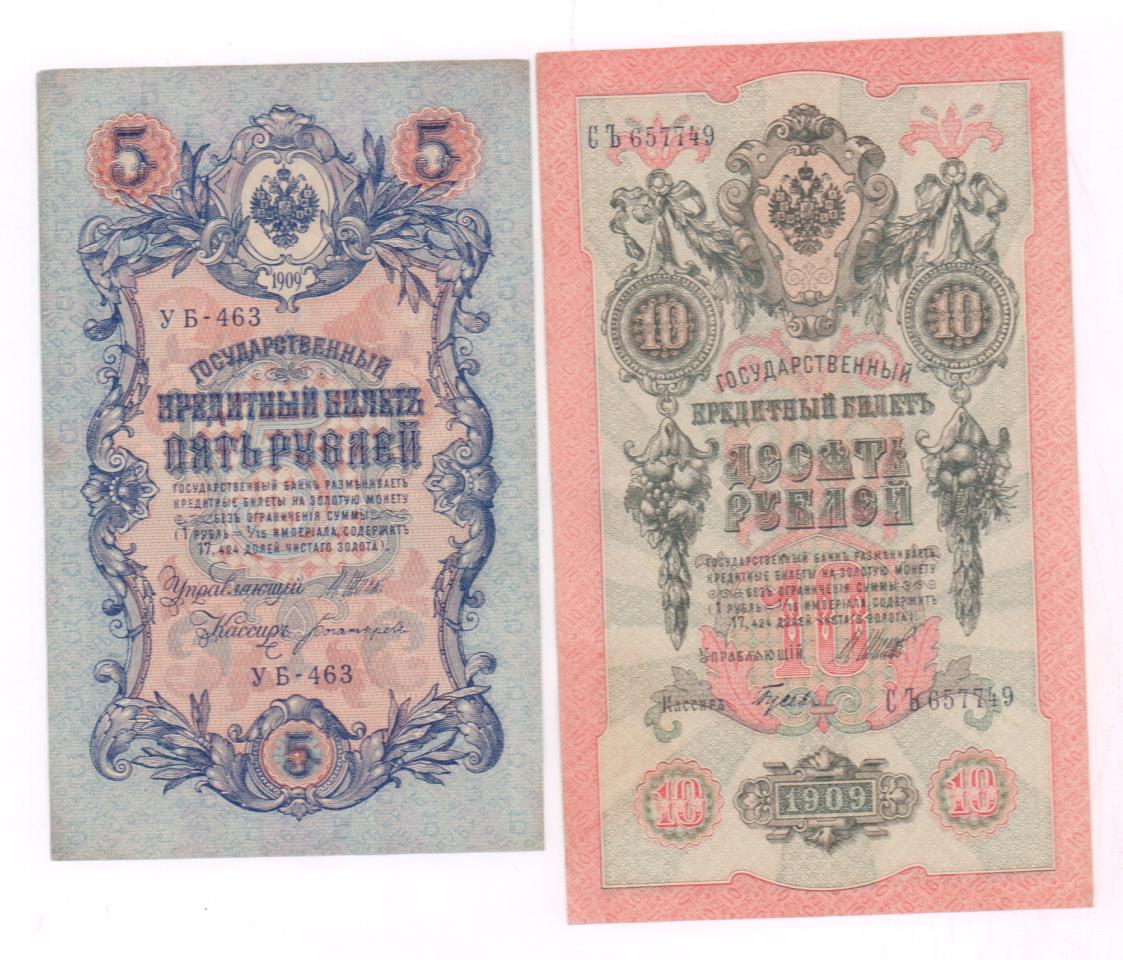 5
5
1909
УБ-463
ГОСУДАРСТВЕННЫЙ
КРЕДИТНЫЙ БИЛЕТЪ
ПЯТЬ РУБЛЕЙ
ГОСУДАРСТВЕННЫЙ БАНКЪ РАЗМѢНИВАЕТЪ
КРЕДИТНЫЕ БИЛЕТЫ НА ЗОЛОТУЮ МОНЕТУ
БЕЗЪ ОГРАНИЧЕНІЯ СУММЫ
(1 РУБЛЬ = 1/15 ИМПЕРІАЛА, СОДЕРЖИТЪ
17,424 ДОЛЕЙ ЧИСТАГО ЗОЛОТА).
Управляющій
Кассиръ
УБ-463
5
СЪ 657749
10
10
ГОСУДАРСТВЕННЫЙ
КРЕДИТНЫЙ БИЛЕТЪ
ДЕСЯТЬ
РУБЛЕЙ
ГОСУДАРСТВЕННЫЙ БАНКЪ РАЗМѢНИВАЕТЪ
КРЕДИТНЫЕ БИЛЕТЫ НА ЗОЛОТУЮ МОНЕТУ
БЕЗЪ ОГРАНИЧЕНІЯ СУММЫ
(1 РУБЛЬ = 1/15 ИМПЕРІАЛА, СОДЕРЖИТЪ
17,424 ДОЛЕЙ ЧИСТАГО ЗОЛОТА).
10
УПРАВЛЯЮЩІЙ
Кассиръ
СЪ 657749
10
1909
10